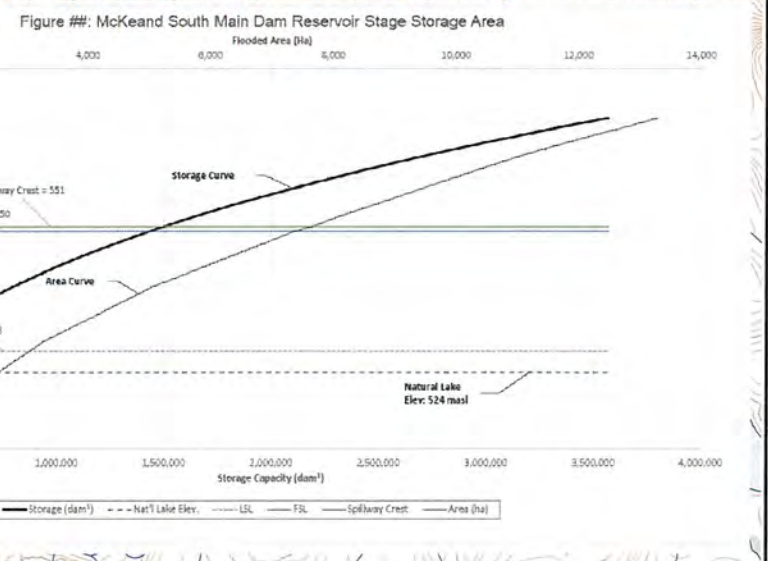 Figure ##: McKeand South Main Dam Reservoir Stage Storage Area
Flooded Area (Ha)
4,000 6,000 8,000 10,000 12,000 14,000
Storage Curve
way Crest = 551
50
Area Curve
Natural Lake
Elev: 524 masl
1,000,000 1,500,000 2,000,000 2,500,000 3,000,000 3,500,000 4,000,000
Storage Capacity (dam³)
Storage (dam³) Nat'l Lake Elev. LSL FSL Spillway Crest Area (ha)